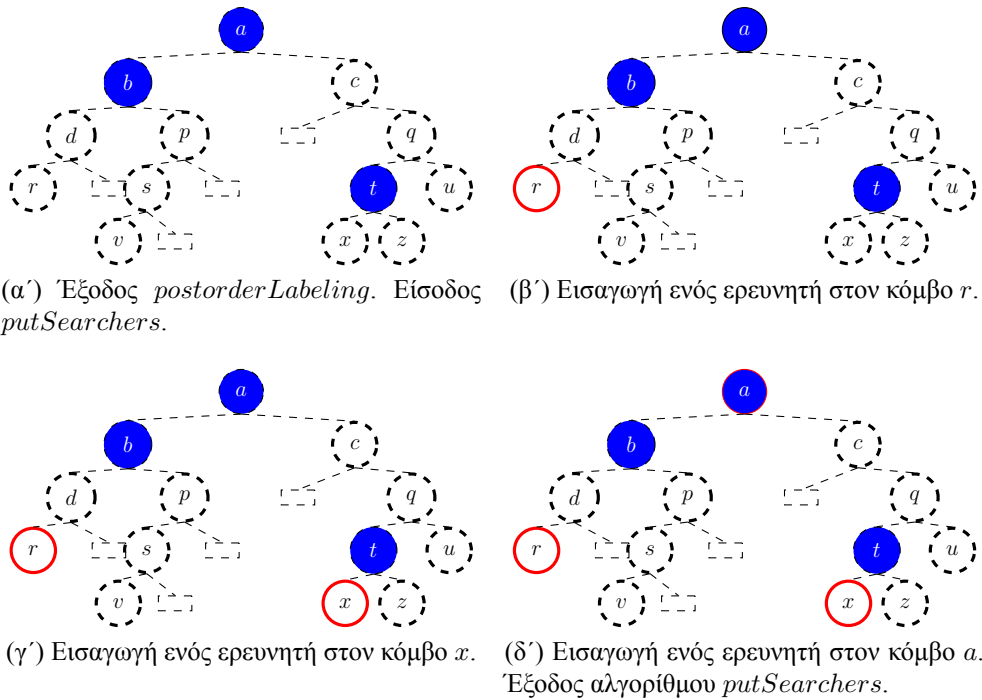 a a
b c b c
d p q d p q
r s t u r s t u
v x z v x z
(α΄) Έξοδος postorderLabeling. Είσοδος
putSearchers.
(β΄) Εισαγωγή ενός ερευνητή στον κόμβο r.
a a
b c b c
d p q d p q
r s t u r s t u
v x z v x z
(γ΄) Εισαγωγή ενός ερευνητή στον κόμβο x.
(δ΄) Εισαγωγή ενός ερευνητή στον κόμβο a.
Έξοδος αλγορίθμου putSearchers.